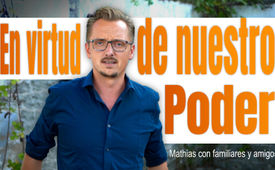 En virtud de nuestro
Poder
Mathias con familiares y amigo